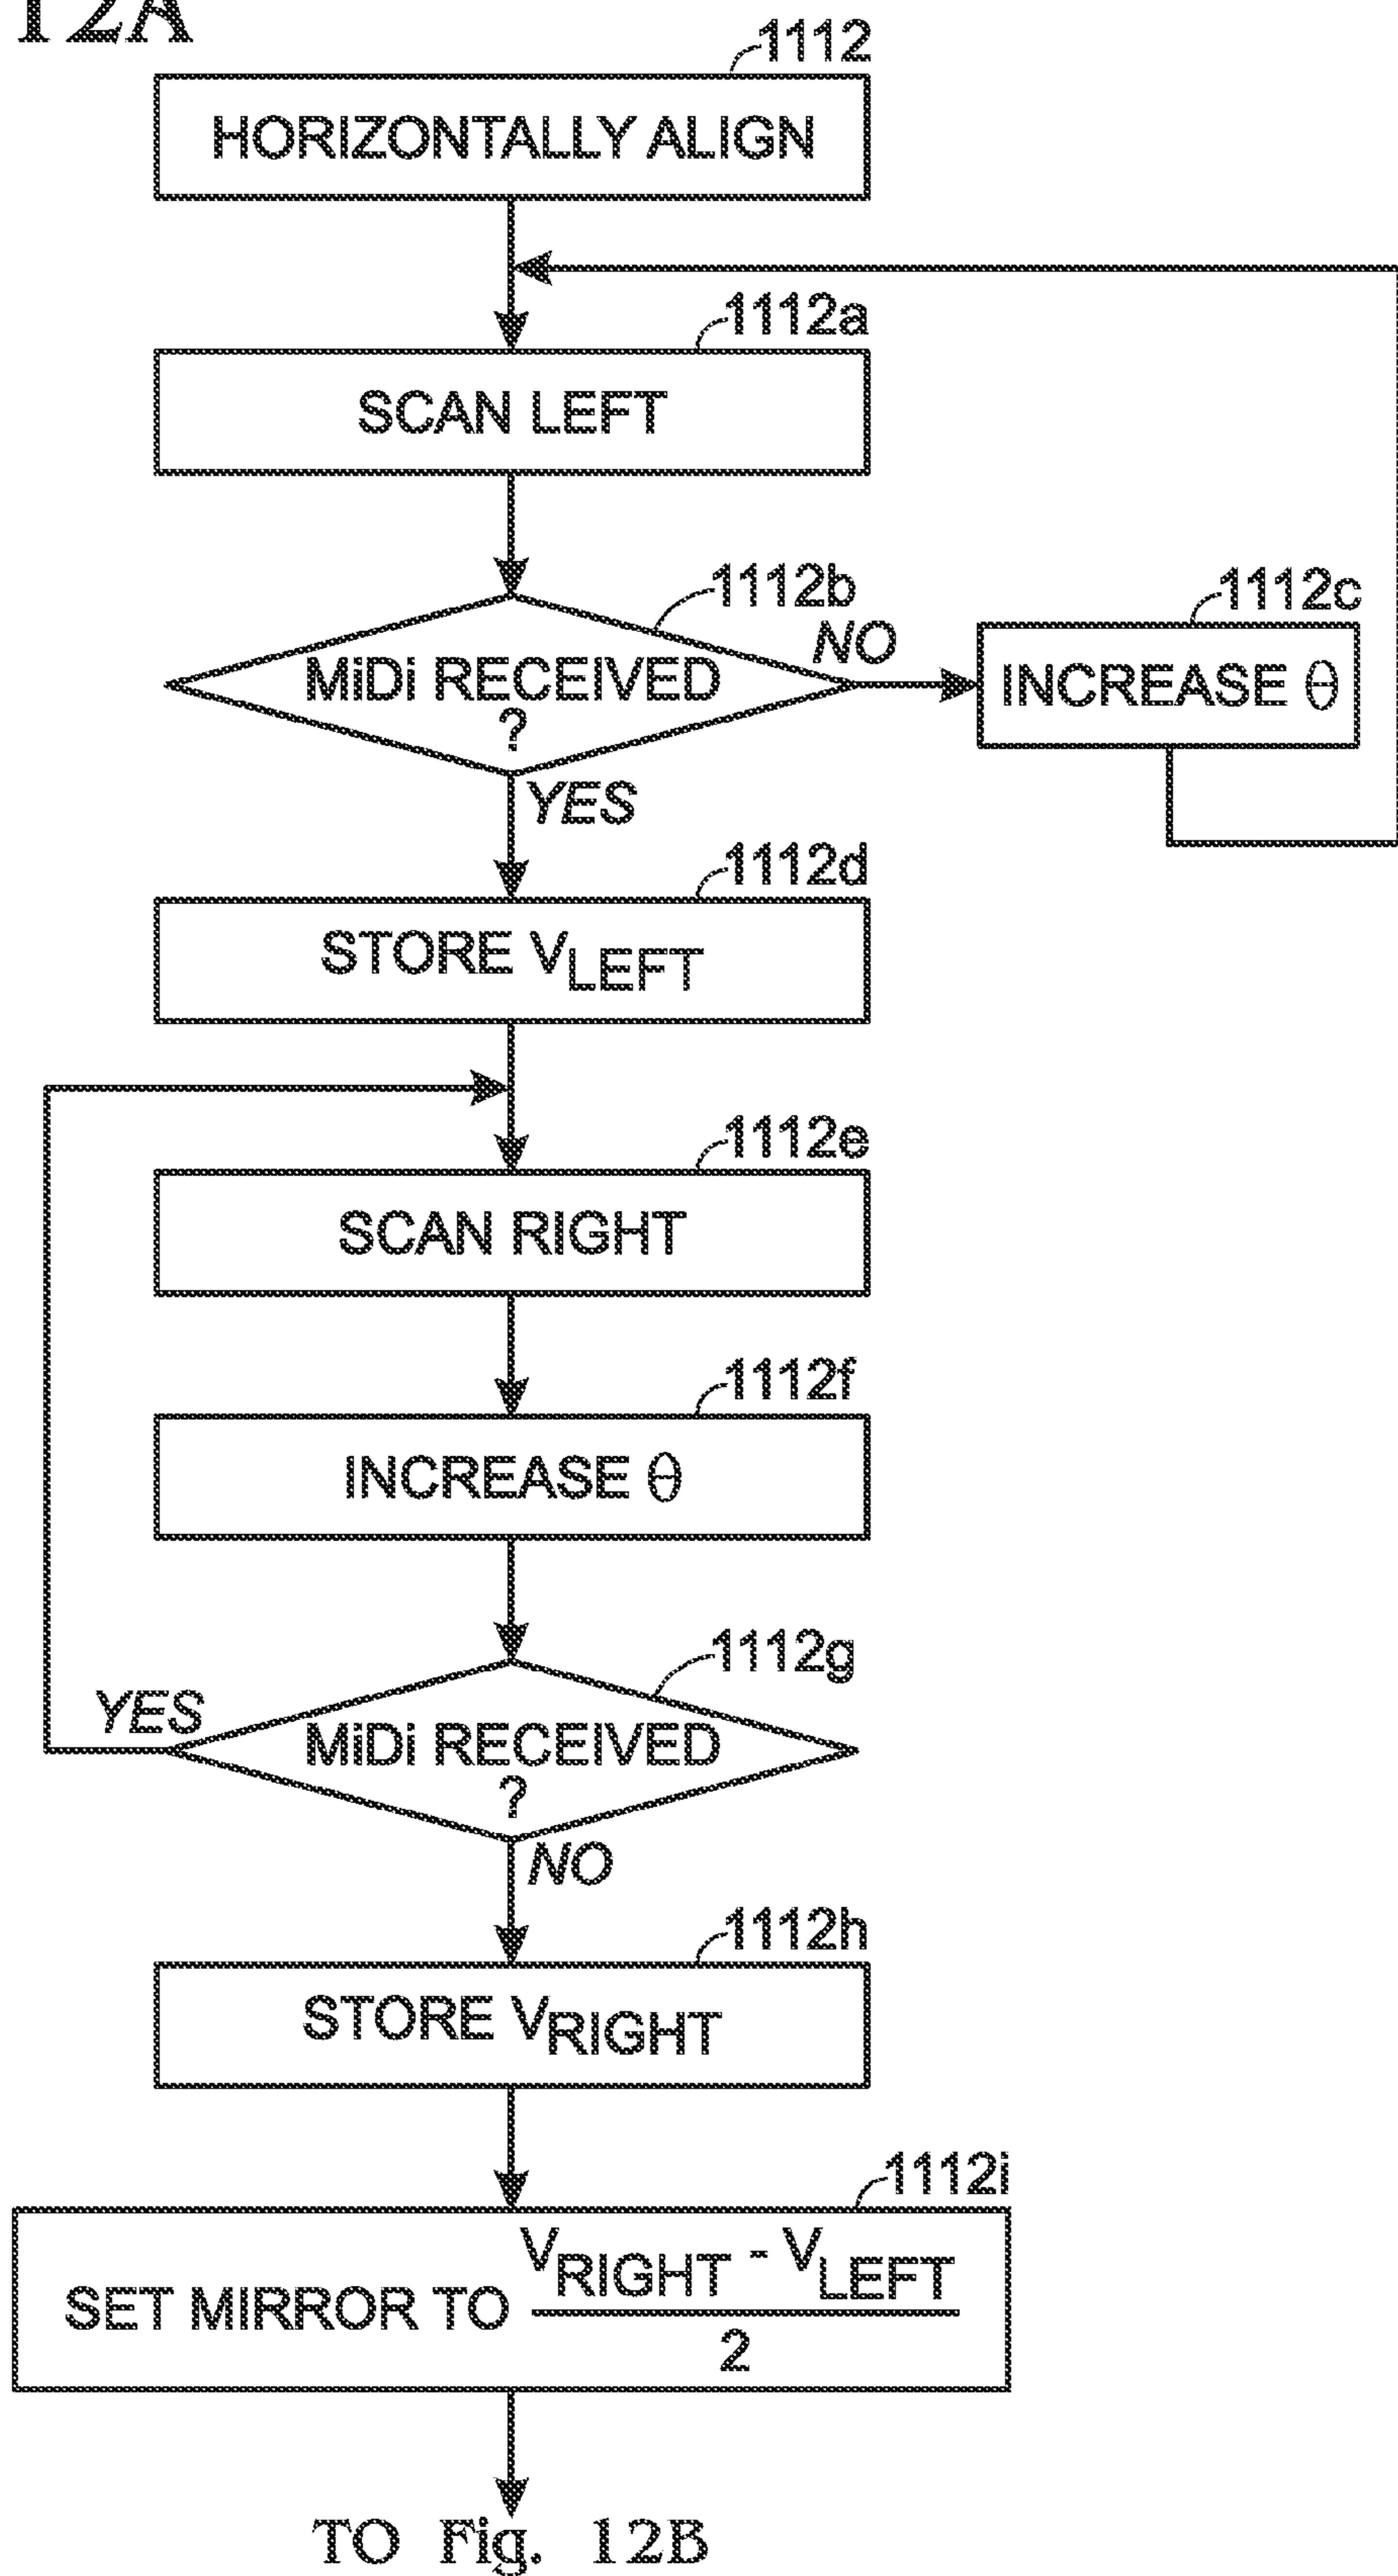 12A
1112
HORIZONTALLY ALIGN
1112a
SCAN LEFT
1112b
MiDi RECEIVED
?
NO
1112c
INCREASE θ
YES
1112d
STORE VLEFT
1112e
SCAN RIGHT
1112f
INCREASE θ
1112g
YES
MiDi RECEIVED
?
NO
1112h
STORE VRIGHT
1112i
SET MIRROR TO VRIGHT - VLEFT
2
TO Fig. 12B